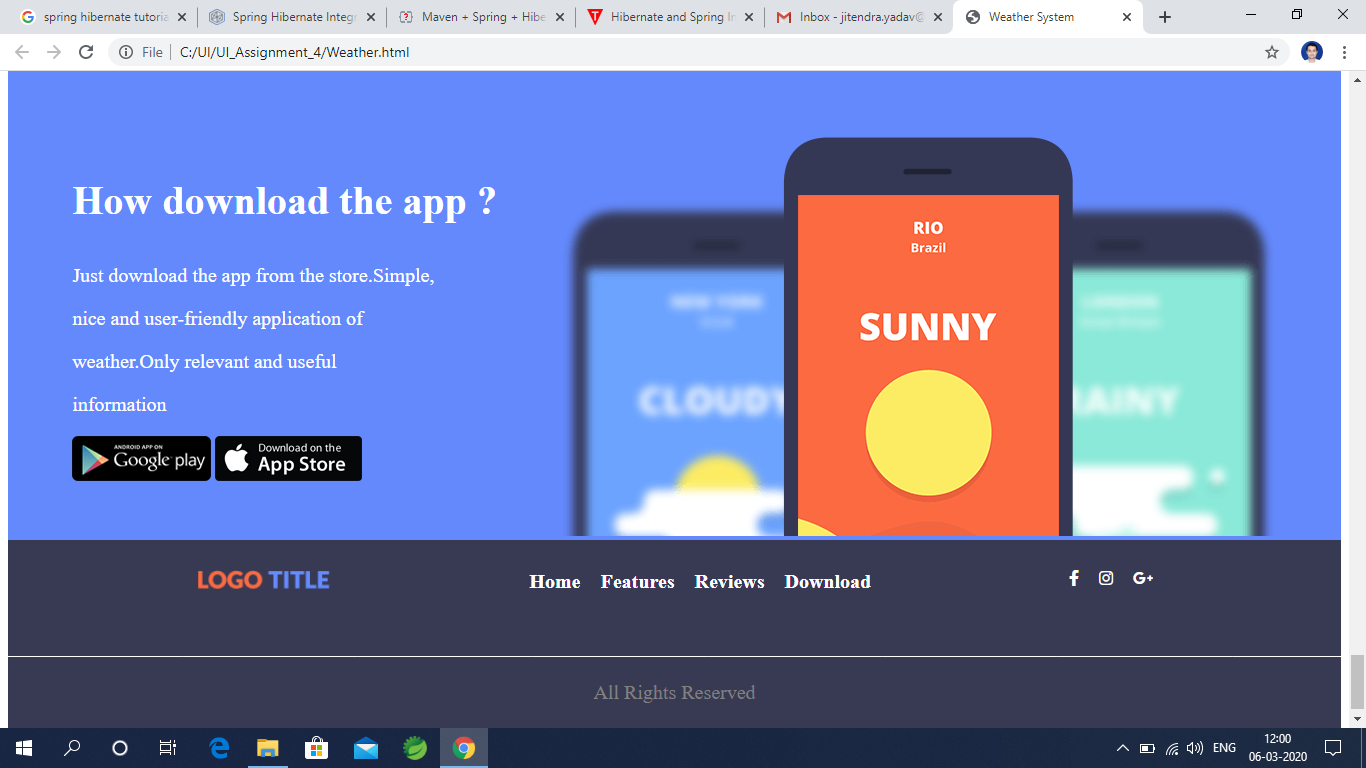 spring hibernate tutoria
Spring Hibernate Integr
Maven + Spring + Hibe
Hibernate and Spring In
Inbox - jitendra.yadav@
Weather System
File
C:/UI/UI_Assignment_4/Weather.html
How download the app ?
Just download the app from the store.Simple,
nice and user-friendly application of
weather.Only relevant and useful
information
ANDROID APP ON
Google play
Download on the
App Store
NEW YORK
CLOUDY
RIO
Brazil
SUNNY
LONDON
RAINY
LOGO TITLE
Home Features Reviews Download
All Rights Reserved
ENG
12:00
06-03-2020